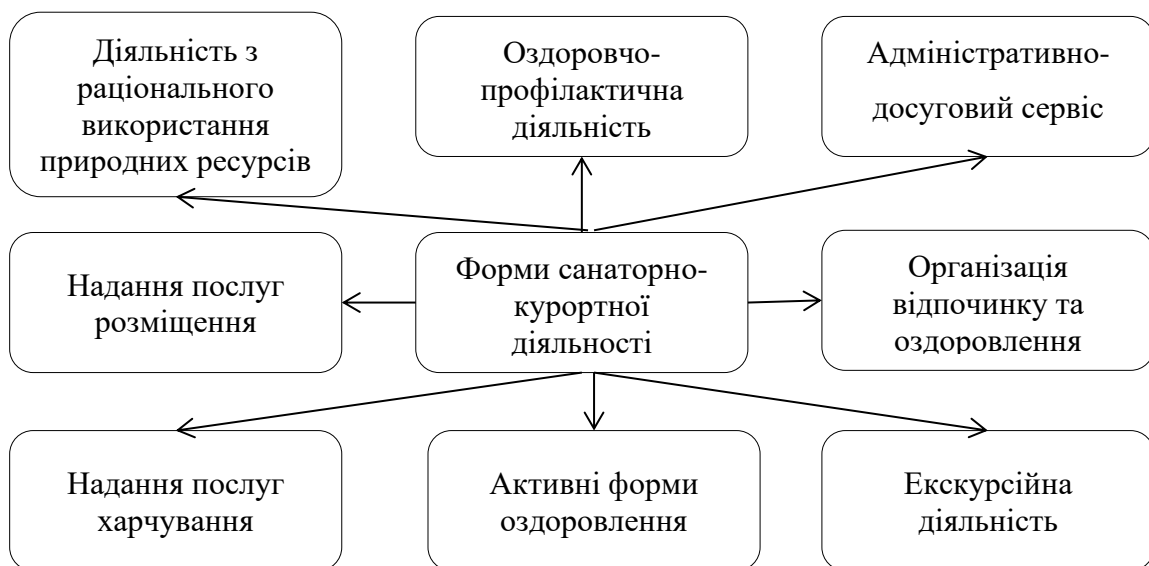 Діяльність з
раціонального
використання
природних ресурсів
Оздоровчо-
профілактична
діяльність
Адміністративно-
досуговий сервіс
Надання послуг
розміщення
Форми санаторно-
курортної
діяльності
Організація
відпочинку та
оздоровлення
Надання послуг
харчування
Активні форми
оздоровлення
Екскурсійна
діяльність